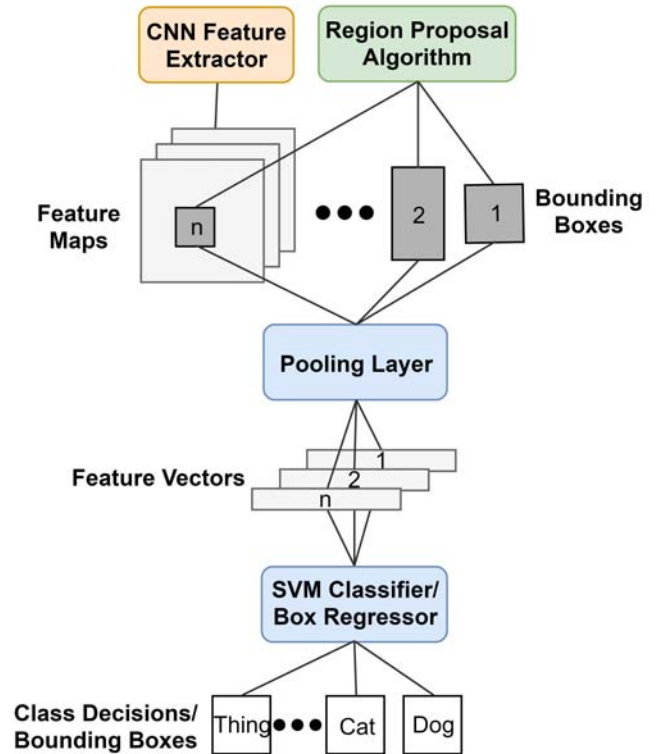 CNN Feature
Extractor
Region Proposal
Algorithm
Feature
Maps
n
2
1
Bounding
Boxes
Pooling Layer
Feature Vectors
1
2
n
SVM Classifier/
Box Regressor
Class Decisions/
Bounding Boxes
Thing
Cat
Dog